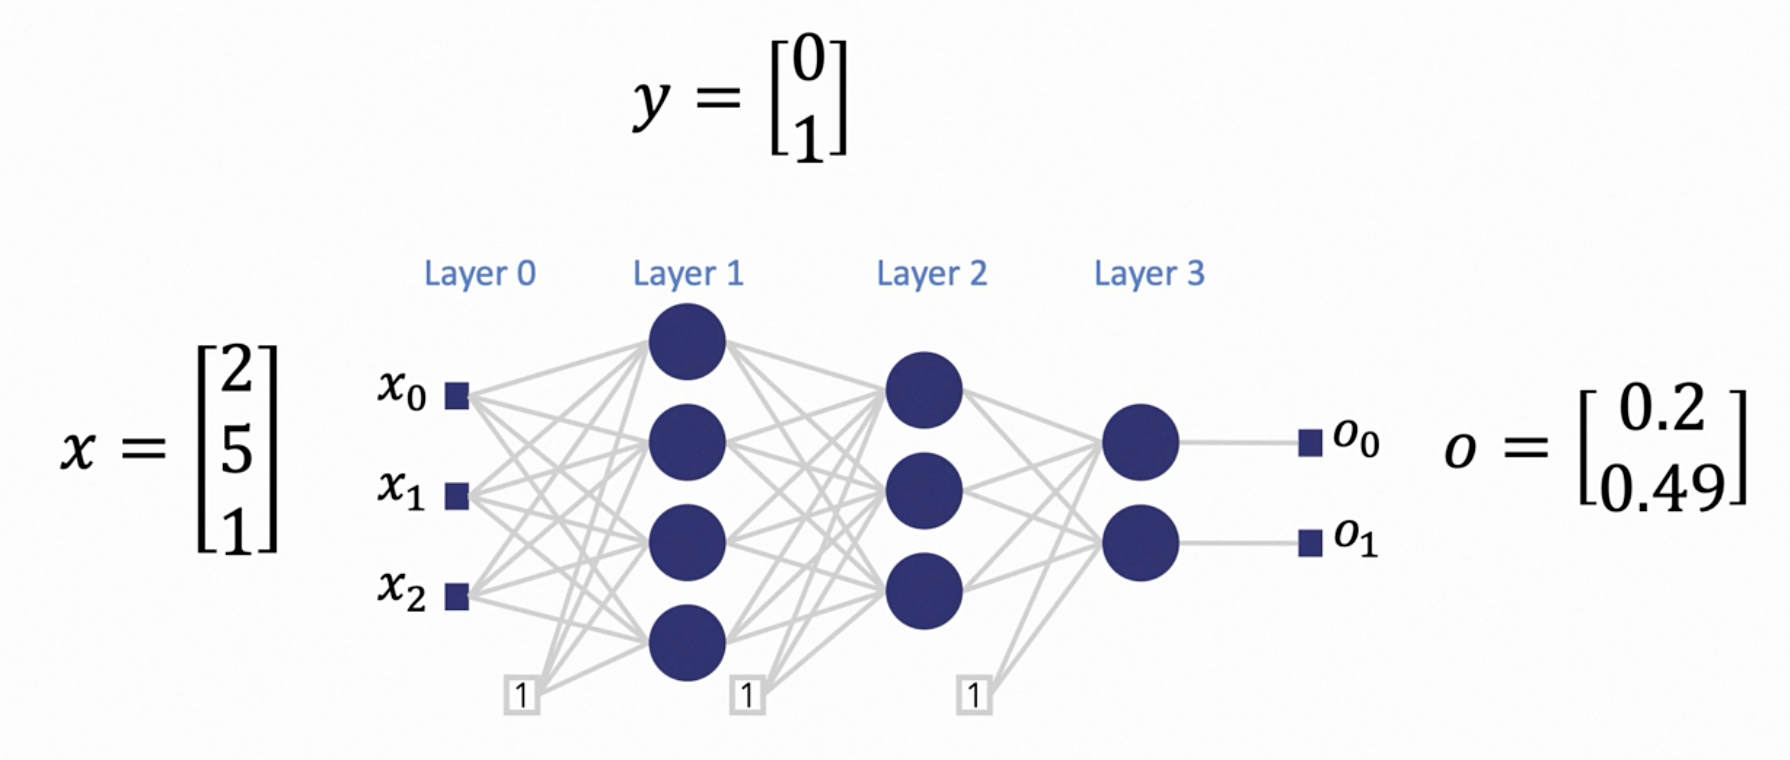 y = [0
1]
Layer 0 Layer 1 Layer 2 Layer 3
x = [2
5
1]
x₀
x₁
x₂
1 1 1
o₀
o₁
o = [0.2
0.49]